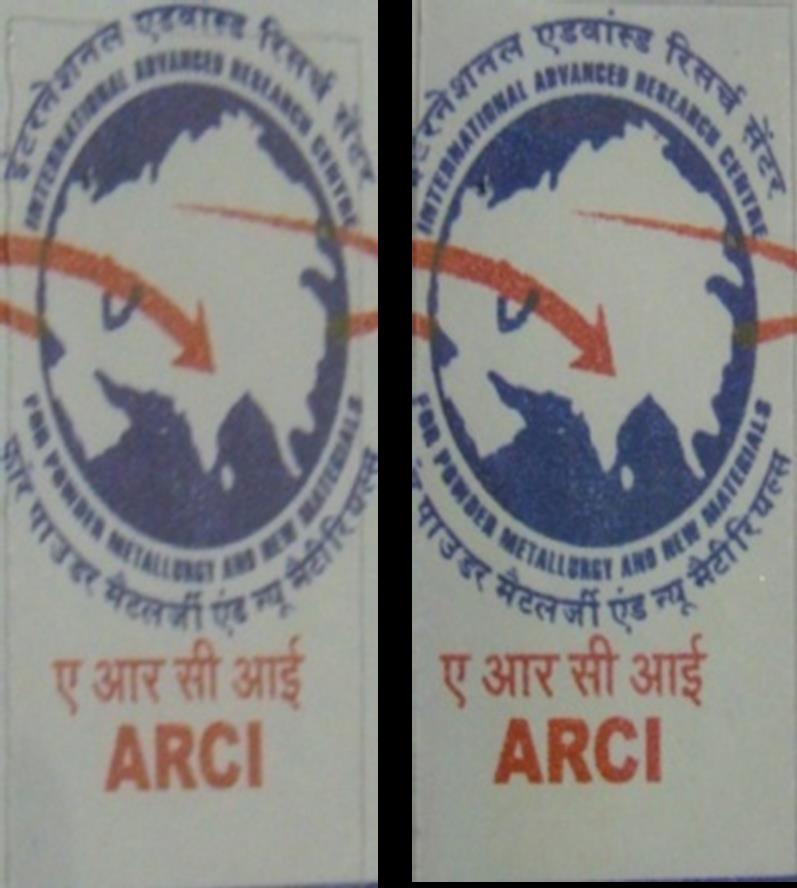 इंटरनेशनल एडवांस्ड रिसर्च सेंटर
INTERNATIONAL ADVANCED RESEARCH CENTRE
FOR POWDER METALLURGY AND NEW MATERIALS
फॉर पाउडर मैटलर्जी एंड न्यू मैटीरियल्स
ए आर सी आई
ARCI
इंटरनेशनल एडवांस्ड रिसर्च सेंटर
INTERNATIONAL ADVANCED RESEARCH CENTRE
FOR POWDER METALLURGY AND NEW MATERIALS
फॉर पाउडर मैटलर्जी एंड न्यू मैटीरियल्स
ए आर सी आई
ARCI